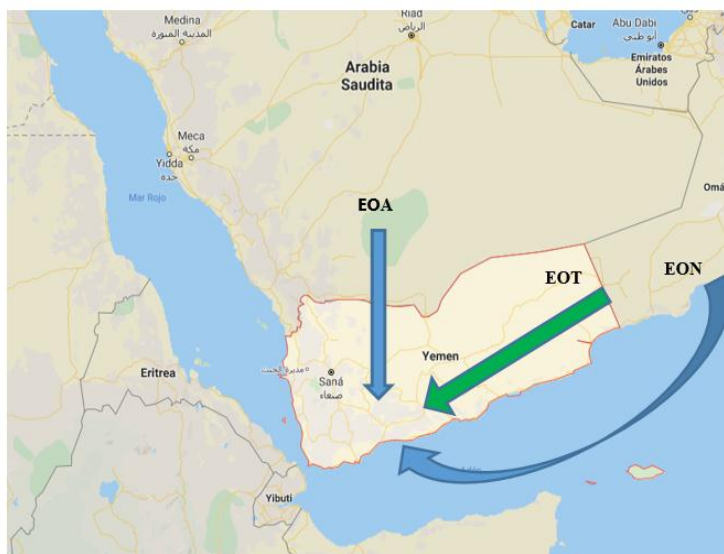 Medina
المدينة المنورة
Riad
الرياض
Catar
Abu Dabi
أبو ظبي
Emiratos
Árabes
Unidos
Arabia
Saudita
Meca
مكة
Yidda
جدة
Mar Rojo
Omá
EOA
EOT
EON
Yemen
Eritrea
Saná
صنعاء
Yibuti